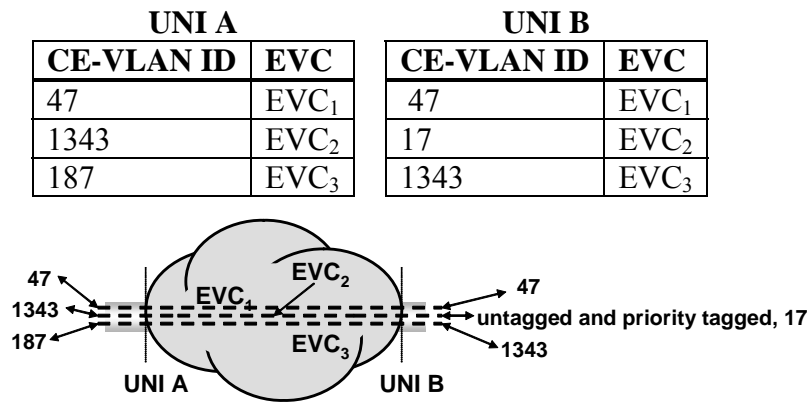 UNI A UNI B
CE-VLAN ID EVC CE-VLAN ID EVC
47 EVC₁ 47 EVC₁
1343 EVC₂ 17 EVC₂
187 EVC₃ 1343 EVC₃
47 EVC₁ EVC₂ 47
1343 untagged and priority tagged, 17
187 EVC₃ 1343
UNI A UNI B